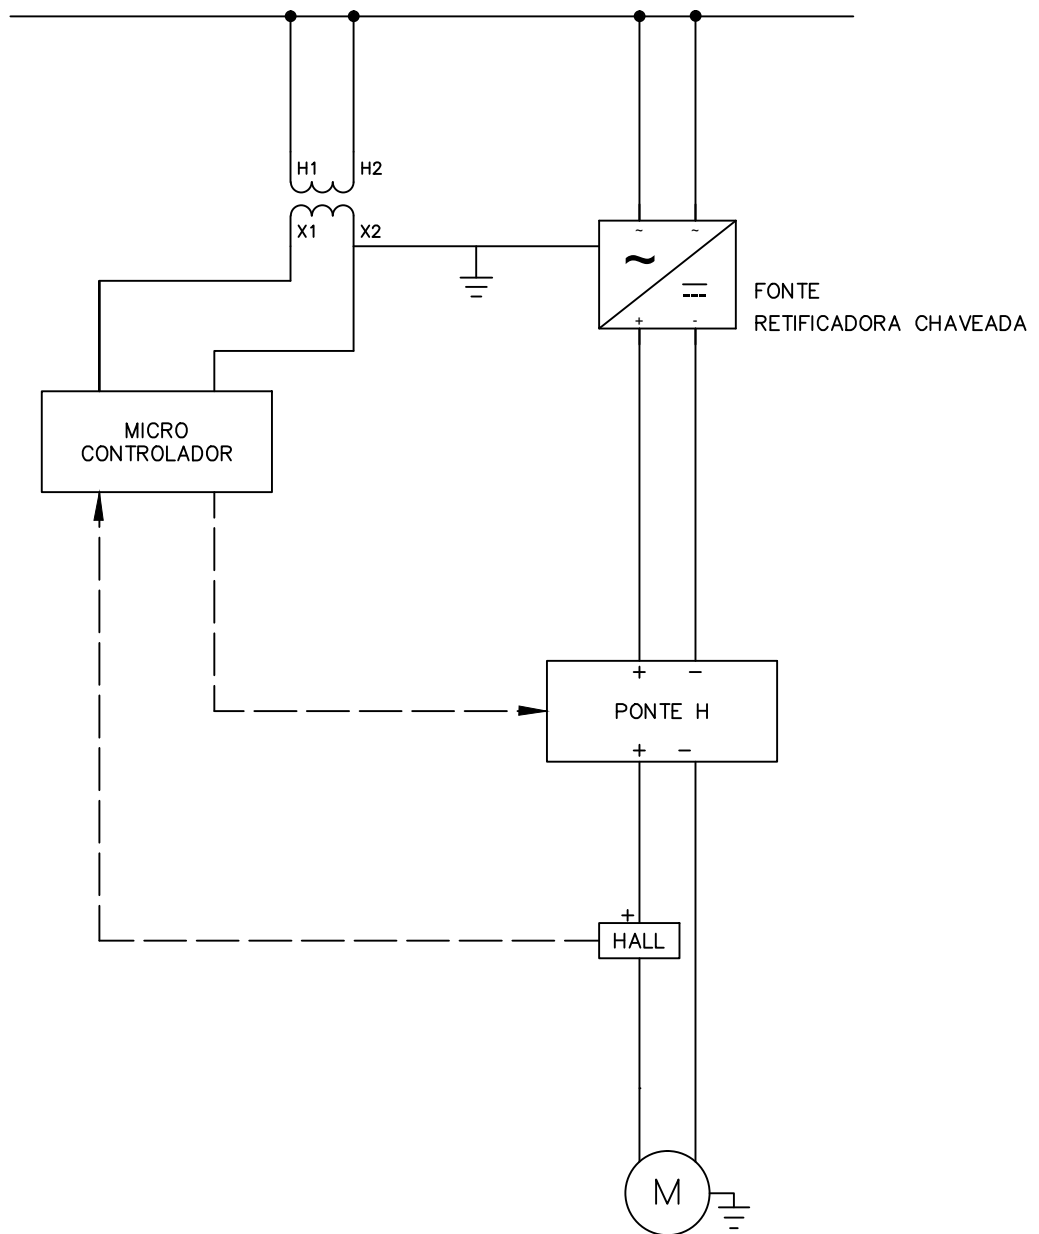 H1 H2
X1 X2
~ ~
~
+ -
FONTE
RETIFICADORA CHAVEADA
MICRO
CONTROLADOR
+ −
PONTE H
+ −
+
HALL
M